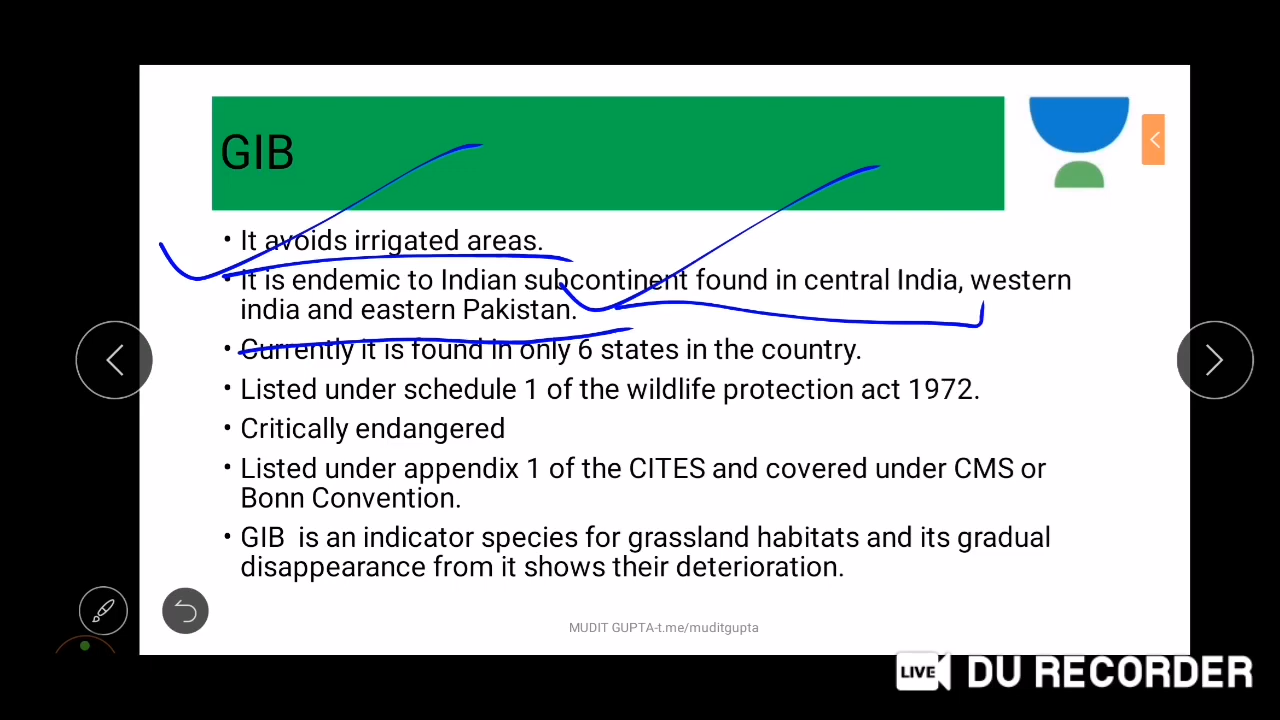 GIB
• It avoids irrigated areas.
• It is endemic to Indian subcontinent found in central India, western
india and eastern Pakistan.
• Currently it is found in only 6 states in the country.
• Listed under schedule 1 of the wildlife protection act 1972.
• Critically endangered
• Listed under appendix 1 of the CITES and covered under CMS or
Bonn Convention.
• GIB  is an indicator species for grassland habitats and its gradual
disappearance from it shows their deterioration.
MUDIT GUPTA-t.me/muditgupta
LIVE DU RECORDER